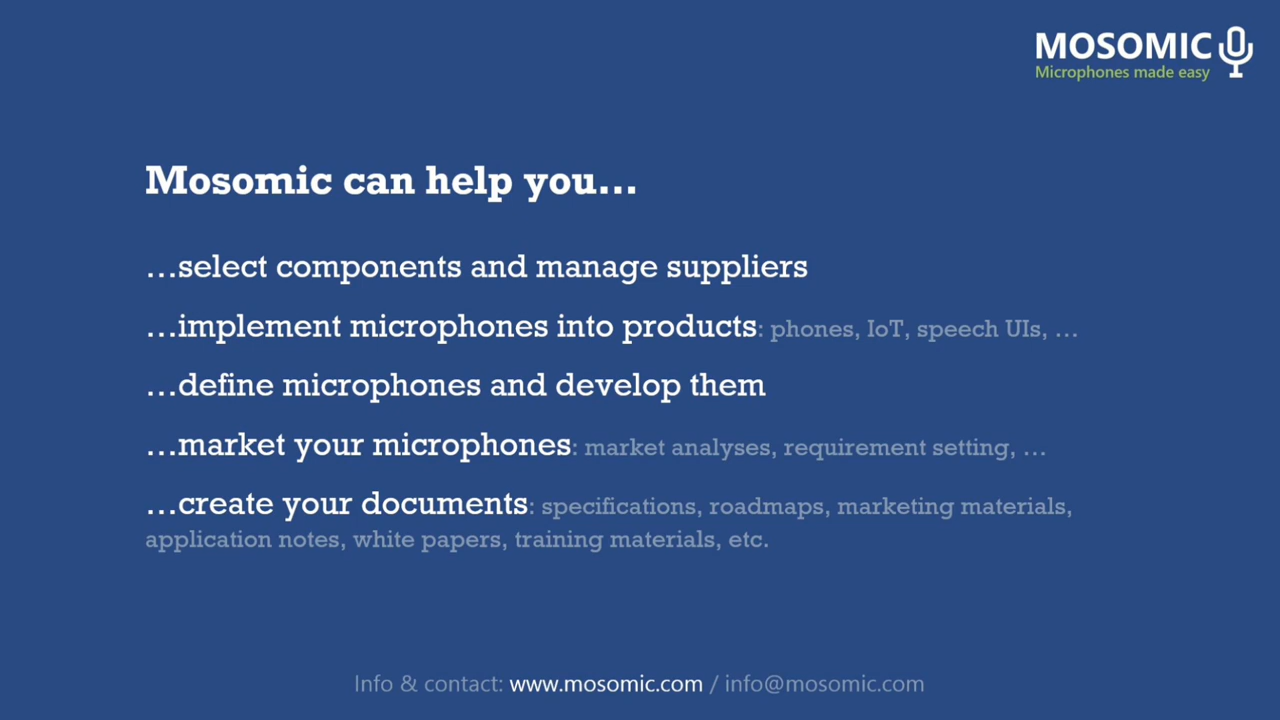 MOSOMIC
Microphones made easy
Mosomic can help you...
...select components and manage suppliers
...implement microphones into products: phones, IoT, speech UIs, ...
...define microphones and develop them
...market your microphones: market analyses, requirement setting, ...
...create your documents: specifications, roadmaps, marketing materials,
application notes, white papers, training materials, etc.
Info & contact: www.mosomic.com / info@mosomic.com